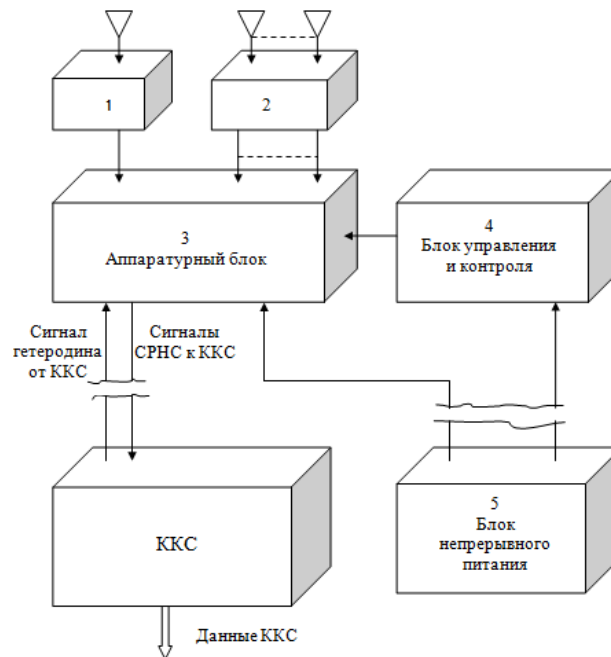 1
2
3
Аппаратурный блок
4
Блок управления
и контроля
Сигнал
гетеродина
от ККС
Сигналы
СРНС к ККС
ККС
5
Блок
непрерывного
питания
Данные ККС